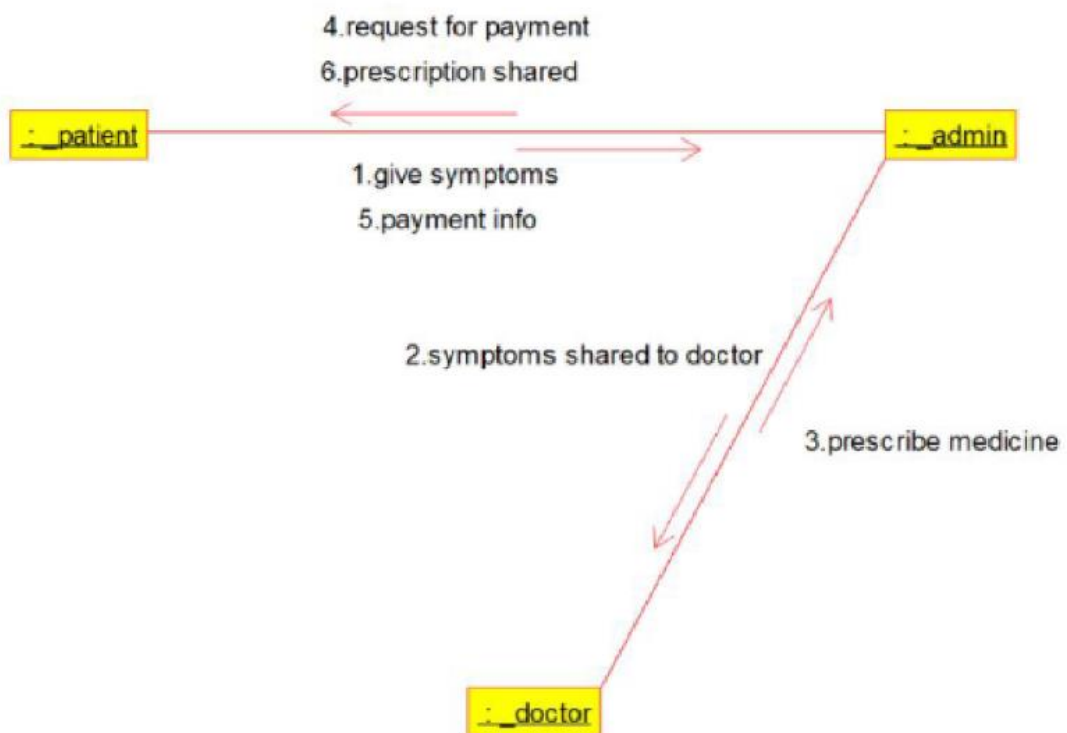 4.request for payment
6.prescription shared
: _patient
: _admin
1.give symptoms
5.payment info
2.symptoms shared to doctor
3.prescribe medicine
: _doctor